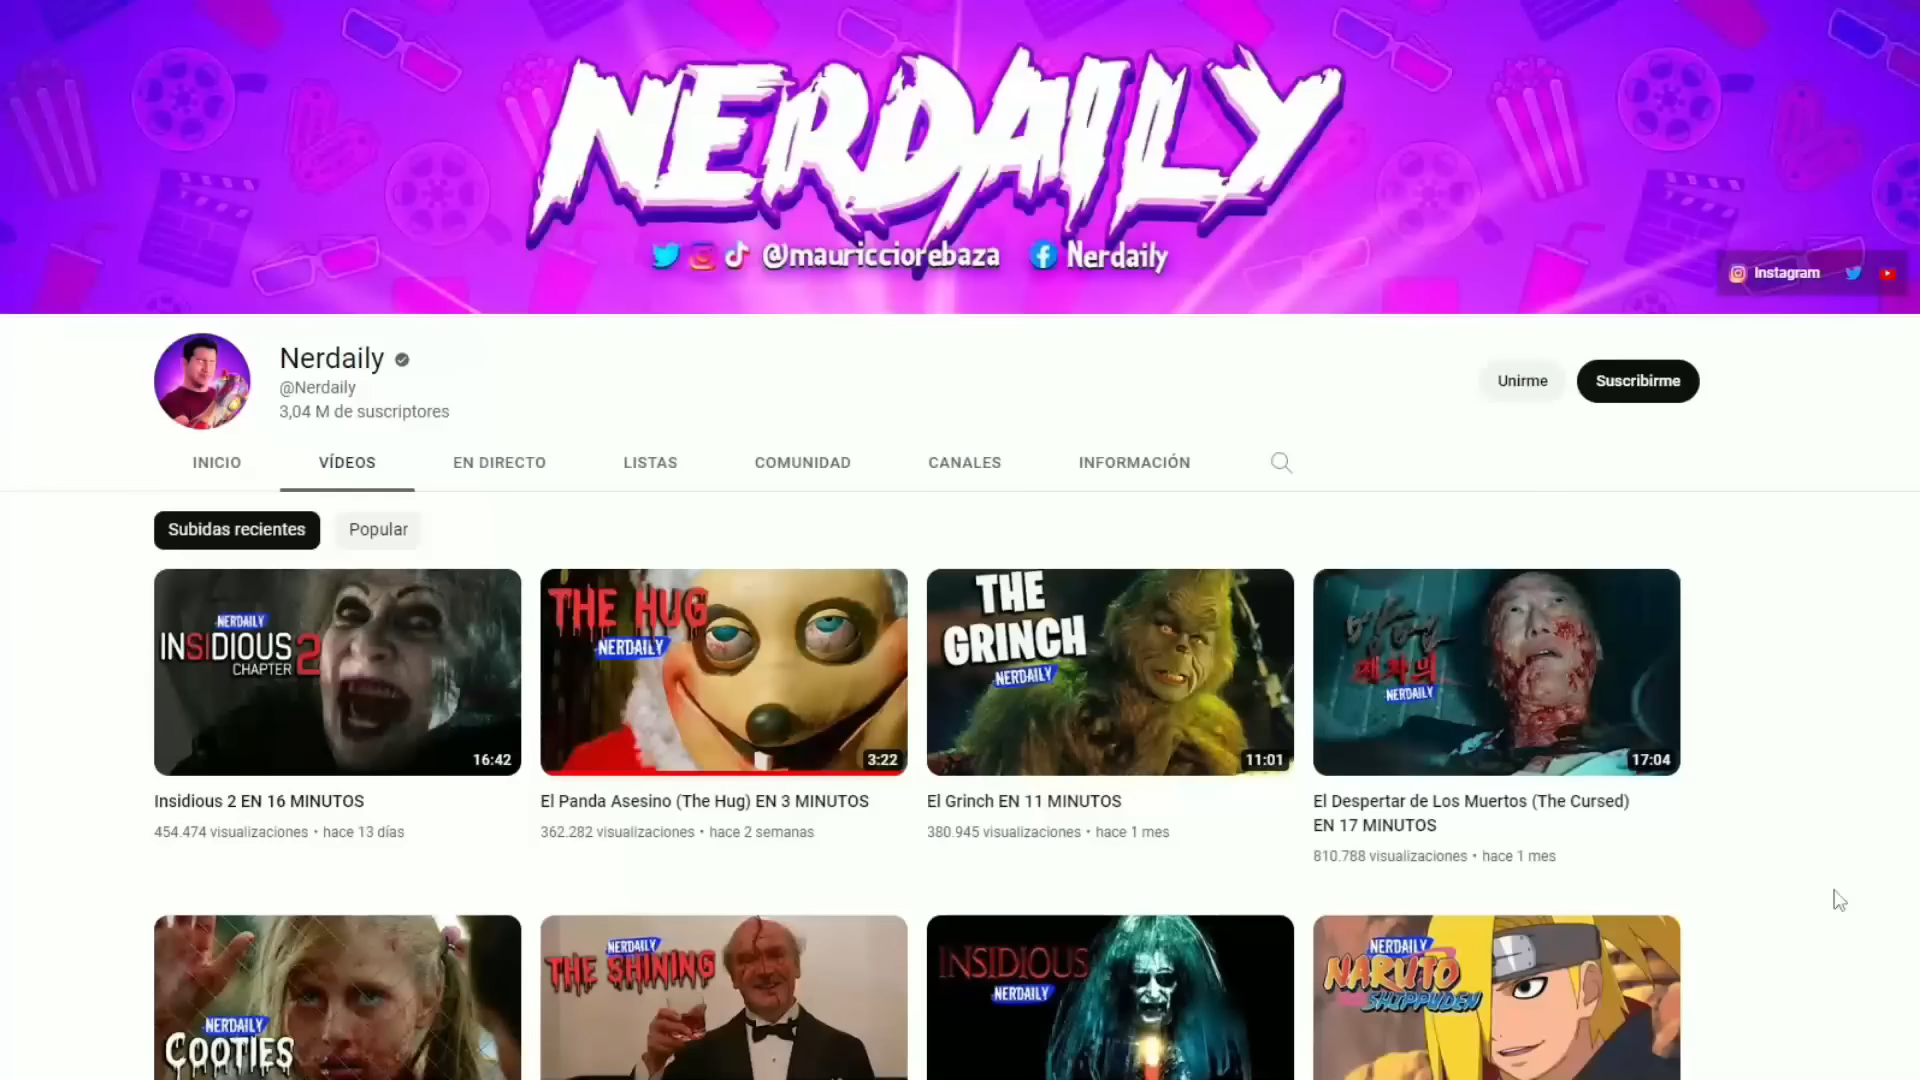 NERDAILY
@mauricciorebaza Nerdaily
Instagram
Nerdaily
@Nerdaily
3,04 M de suscriptores
Unirme
Suscribirme
INICIO
VÍDEOS
EN DIRECTO
LISTAS
COMUNIDAD
CANALES
INFORMACIÓN
Subidas recientes
Popular
NERDAILY
INSIDIOUS
CHAPTER 2
16:42
THE HUG
NERDAILY
3:22
THE
GRINCH
NERDAILY
11:01
NERDAILY
17:04
Insidious 2 EN 16 MINUTOS
454.474 visualizaciones • hace 13 días
El Panda Asesino (The Hug) EN 3 MINUTOS
362.282 visualizaciones • hace 2 semanas
El Grinch EN 11 MINUTOS
380.945 visualizaciones • hace 1 mes
El Despertar de Los Muertos (The Cursed)
EN 17 MINUTOS
810.788 visualizaciones • hace 1 mes
NERDAILY
COOTIES
NERDAILY
THE SHINING
INSIDIOUS
NERDAILY
NERDAILY
NARUTO
SHIPPUDEN